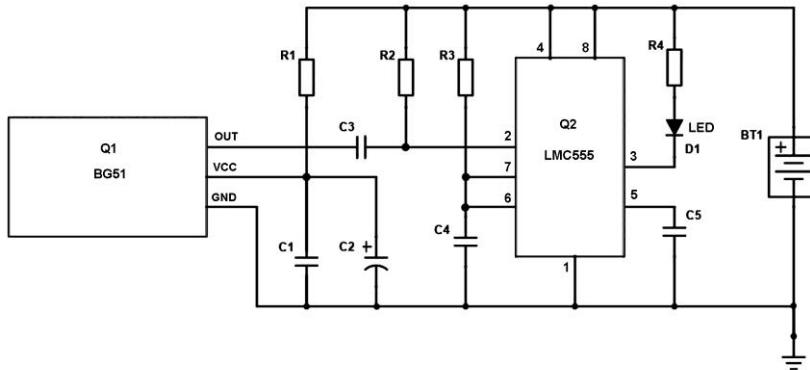 R1
R2
R3
4
8
R4
Q1
BG51
OUT
VCC
GND
C3
2
7
6
Q2
LMC555
3
5
1
LED
D1
BT1
+
C1
C2
+
C4
C5